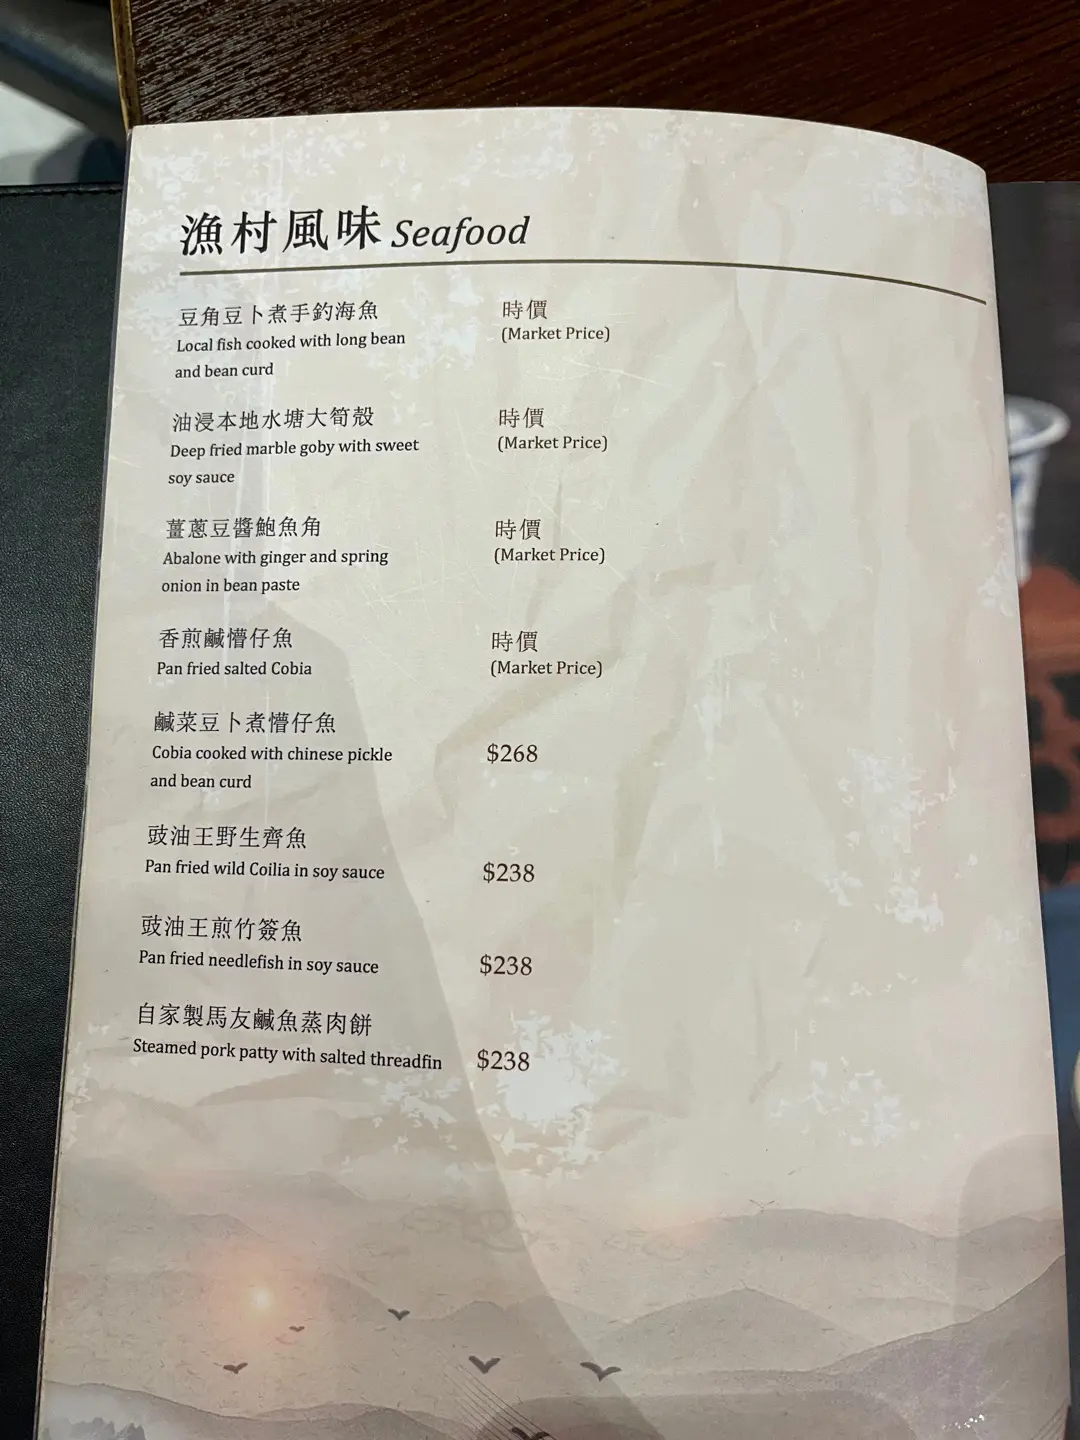 漁村風味 Seafood
豆角豆卜煮手釣海魚
時價
Local fish cooked with long bean
and bean curd
(Market Price)
油浸本地水塘大筍殼
時價
Deep fried marble goby with sweet
soy sauce
(Market Price)
薑蔥豆醬鮑魚角
時價
Abalone with ginger and spring
onion in bean paste
(Market Price)
香煎鹹懵仔魚
時價
Pan fried salted Cobia
(Market Price)
鹹菜豆卜煮懵仔魚
Cobia cooked with chinese pickle
and bean curd
$268
豉油王野生齊魚
Pan fried wild Coilia in soy sauce
$238
豉油王煎竹簽魚
Pan fried needlefish in soy sauce
$238
自家製馬友鹹魚蒸肉餅
Steamed pork patty with salted threadfin
$238